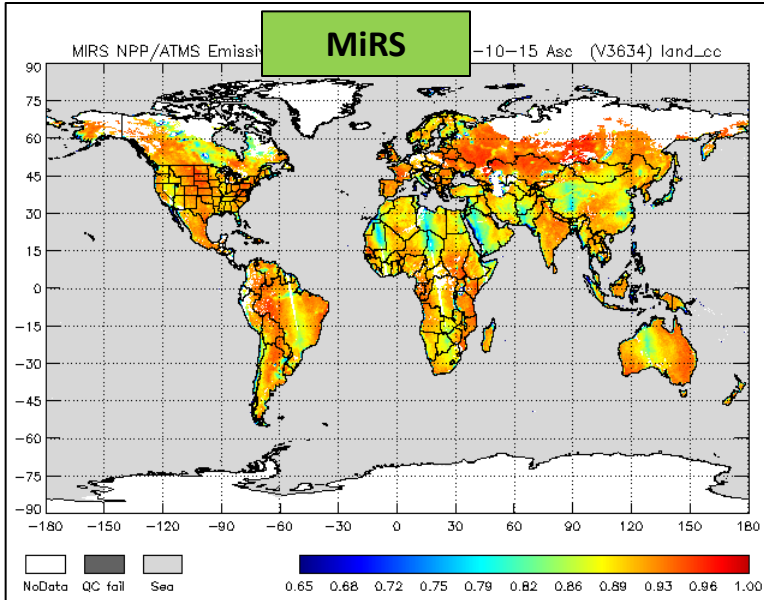 MiRS
MIRS NPP/ATMS Emissiv
-10-15 Asc (V3634) land_cc
90
75
60
45
30
15
0
-15
-30
-45
-60
-75
-90
-180 -150 -120 -90 -60 -30 0 30 60 90 120 150 180
NoData QC fail Sea
0.65 0.68 0.72 0.75 0.79 0.82 0.86 0.89 0.93 0.96 1.00